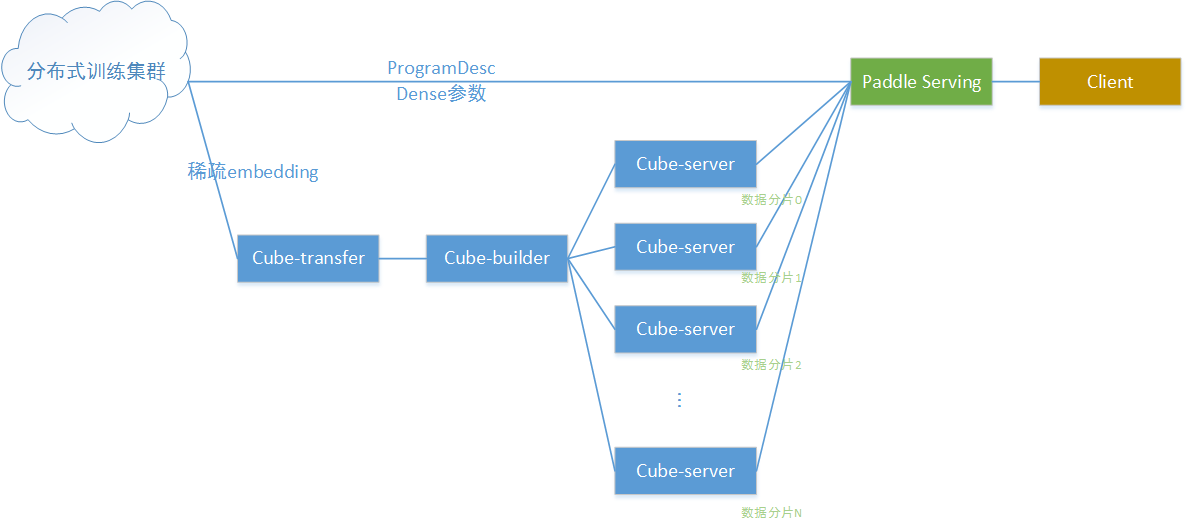 分布式训练集群
ProgramDesc
Dense参数
Paddle Serving
Client
稀疏embedding
Cube-transfer
Cube-builder
Cube-server
数据分片0
Cube-server
数据分片1
Cube-server
数据分片2
⋮
Cube-server
数据分片N